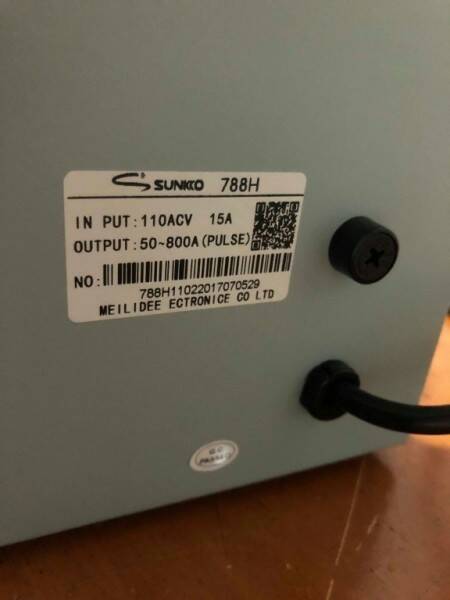 SUNKKO 788H
IN PUT:110ACV 15A
OUTPUT:50~800A(PULSE)
NO:
788H11022017070529
MEILIDEE ECTRONICE CO LTD